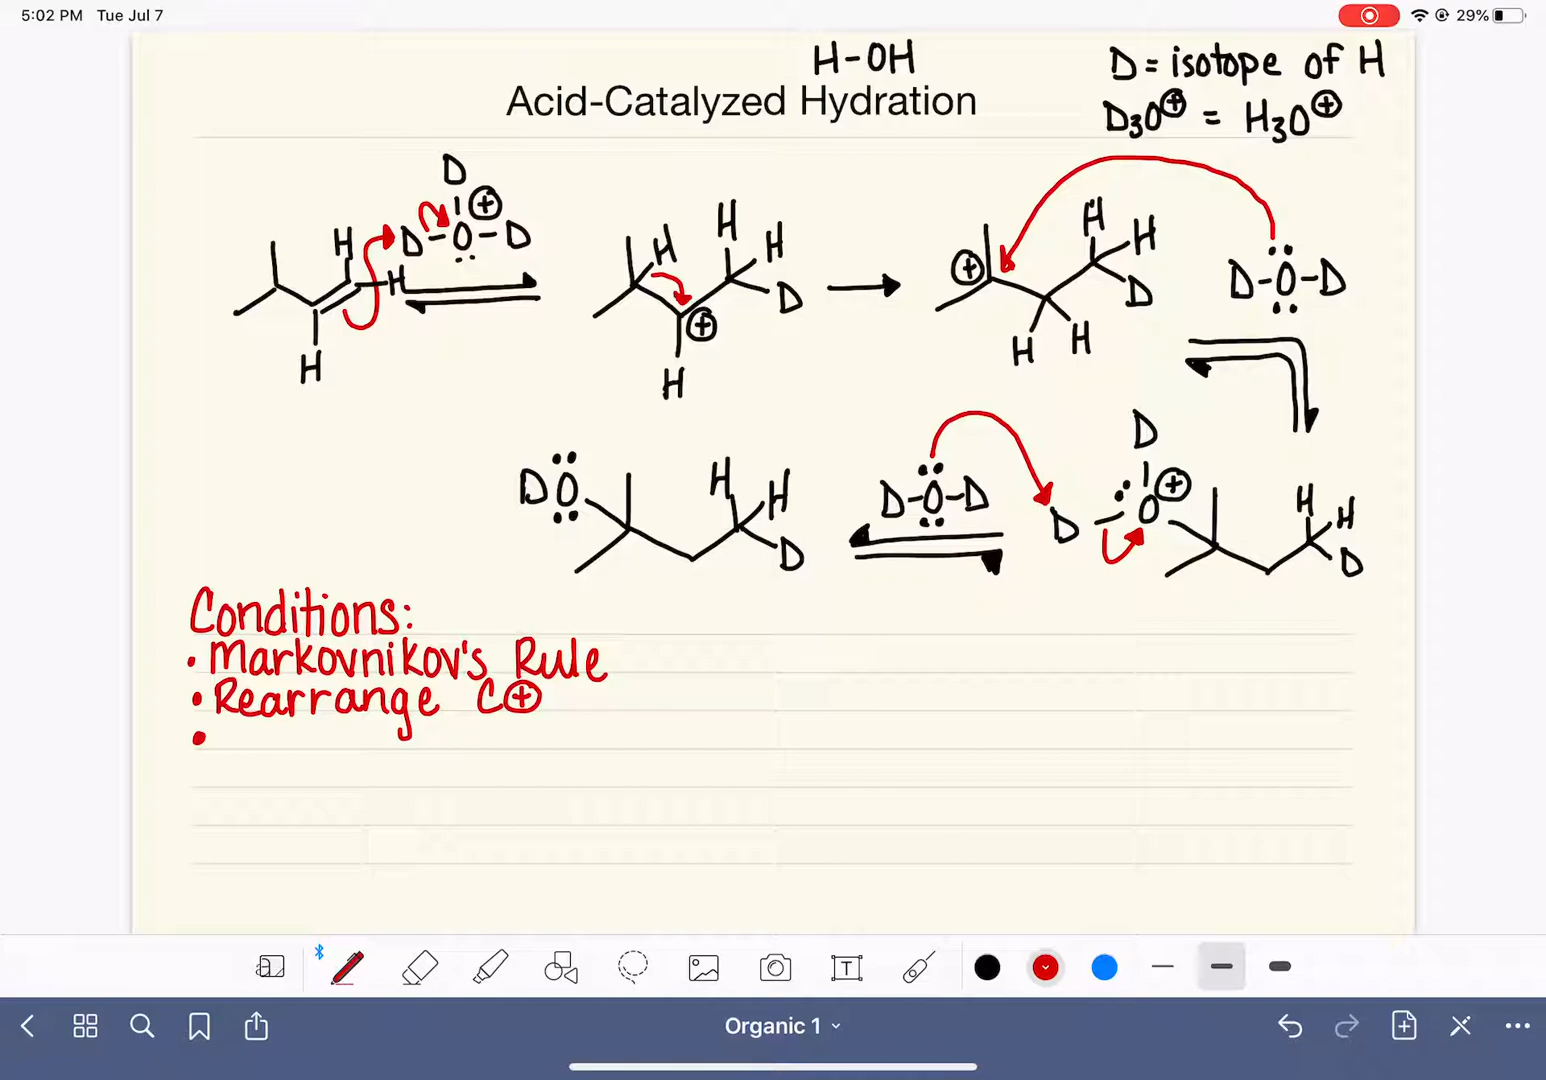 5:02 PM Tue Jul 7
29%
H-OH
D = isotope of H
Acid-Catalyzed Hydration
D₃O⊕ = H₃O⊕
D
⊕
H D-O-D
H
H
H H
H
D
⊕
H
H
H
⊕
D
H H
D-O-D
D
DO
H
H
D
D-O-D
D
O
⊕
H
H
D
Conditions:
• Markovnikov's Rule
• Rearrange C⊕
•
T
Organic 1